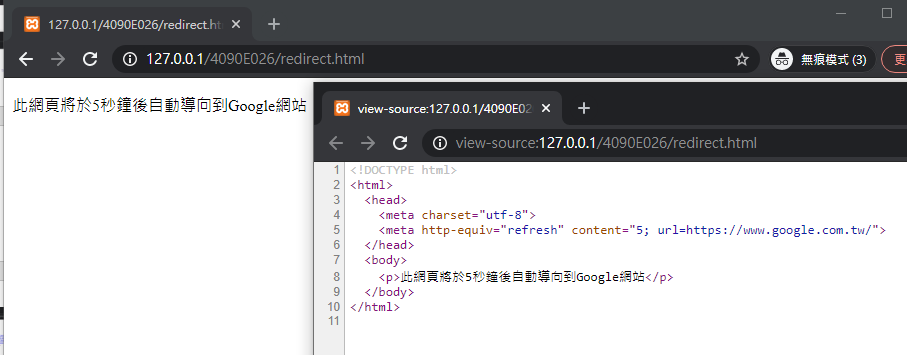 127.0.0.1/4090E026/redirect.ht
127.0.0.1/4090E026/redirect.html
無痕模式 (3)
更
此網頁將於5秒鐘後自動導向到Google網站
view-source:127.0.0.1/4090E02
view-source:127.0.0.1/4090E026/redirect.html
1 <!DOCTYPE html>
2 <html>
3 <head>
4 <meta charset="utf-8">
5 <meta http-equiv="refresh" content="5; url=https://www.google.com.tw/">
6 </head>
7 <body>
8 <p>此網頁將於5秒鐘後自動導向到Google網站</p>
9 </body>
10 </html>
11